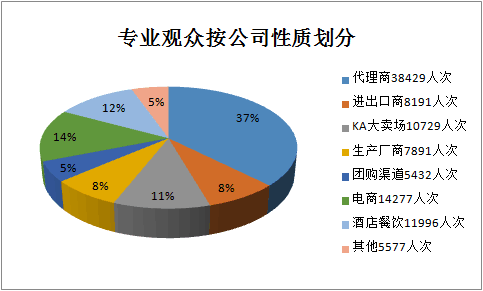 专业观众按公司性质划分
37%
8%
11%
8%
5%
14%
12%
5%
代理商38429人次
进出口商8191人次
KA大卖场10729人次
生产厂商7891人次
团购渠道5432人次
电商14277人次
酒店餐饮11996人次
其他5577人次